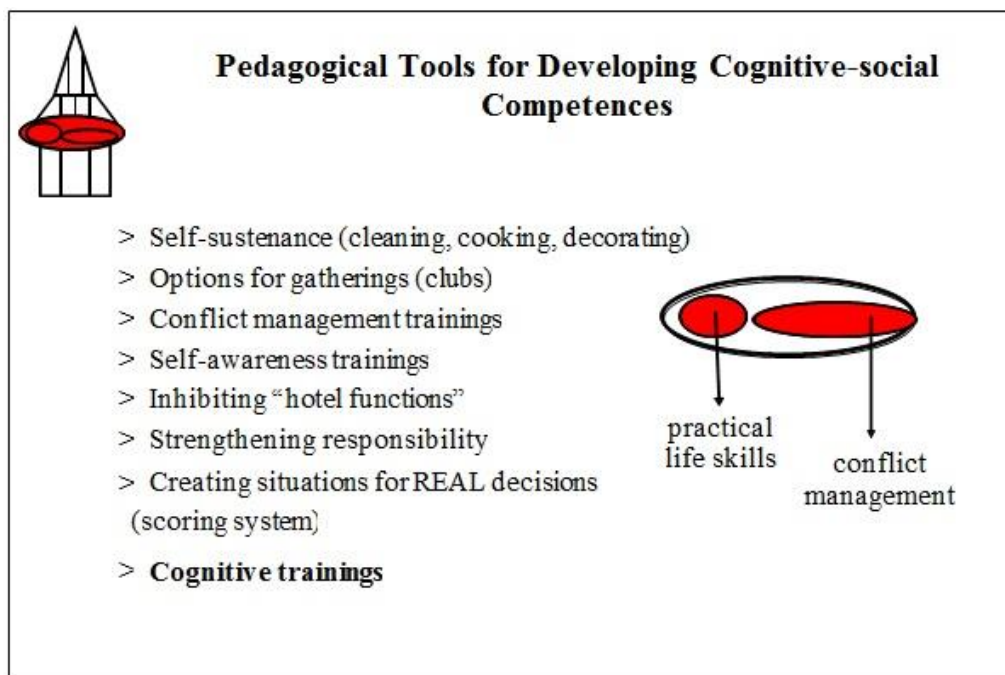 Pedagogical Tools for Developing Cognitive-social
Competences
> Self-sustenance (cleaning, cooking, decorating)
> Options for gatherings (clubs)
> Conflict management trainings
> Self-awareness trainings
> Inhibiting “hotel functions”
> Strengthening responsibility
> Creating situations for REAL decisions
(scoring system)
> Cognitive trainings
practical
life skills
conflict
management